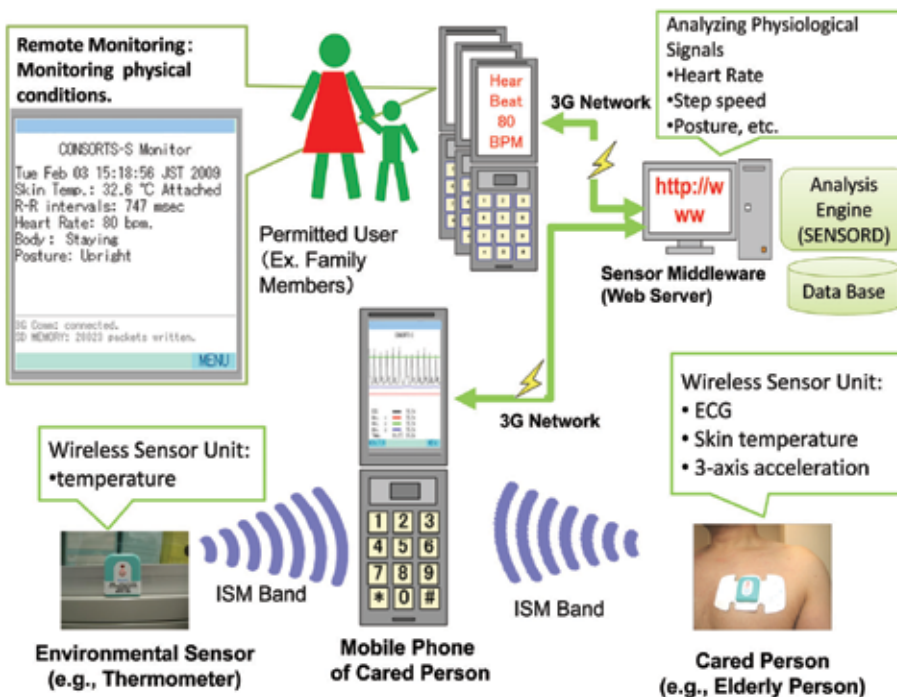 Remote Monitoring:
Monitoring physical
conditions.
CONSORTS-S Monitor
Tue Feb 03 15:18:56 JST 2009
Skin Temp.: 32.6 °C Attached
R-R intervals: 747 msec
Heart Rate: 80 bpm.
Body: Staying
Posture: Upright
3G Comm: connected.
SD MEMORY: 20023 packets written.
MENU
Permitted User
(Ex. Family
Members)
Hear
Beat
80
BPM
3G Network
Analyzing Physiological
Signals
•Heart Rate
•Step speed
•Posture, etc.
http://w
ww
Analysis
Engine
(SENSORD)
Sensor Middleware
(Web Server)
Data Base
3G Network
Wireless Sensor Unit:
•temperature
Wireless Sensor Unit:
• ECG
• Skin temperature
• 3-axis acceleration
1 2 3
4 5 6
7 8 9
* 0 #
ISM Band
ISM Band
Environmental Sensor
(e.g., Thermometer)
Mobile Phone
of Cared Person
Cared Person
(e.g., Elderly Person)